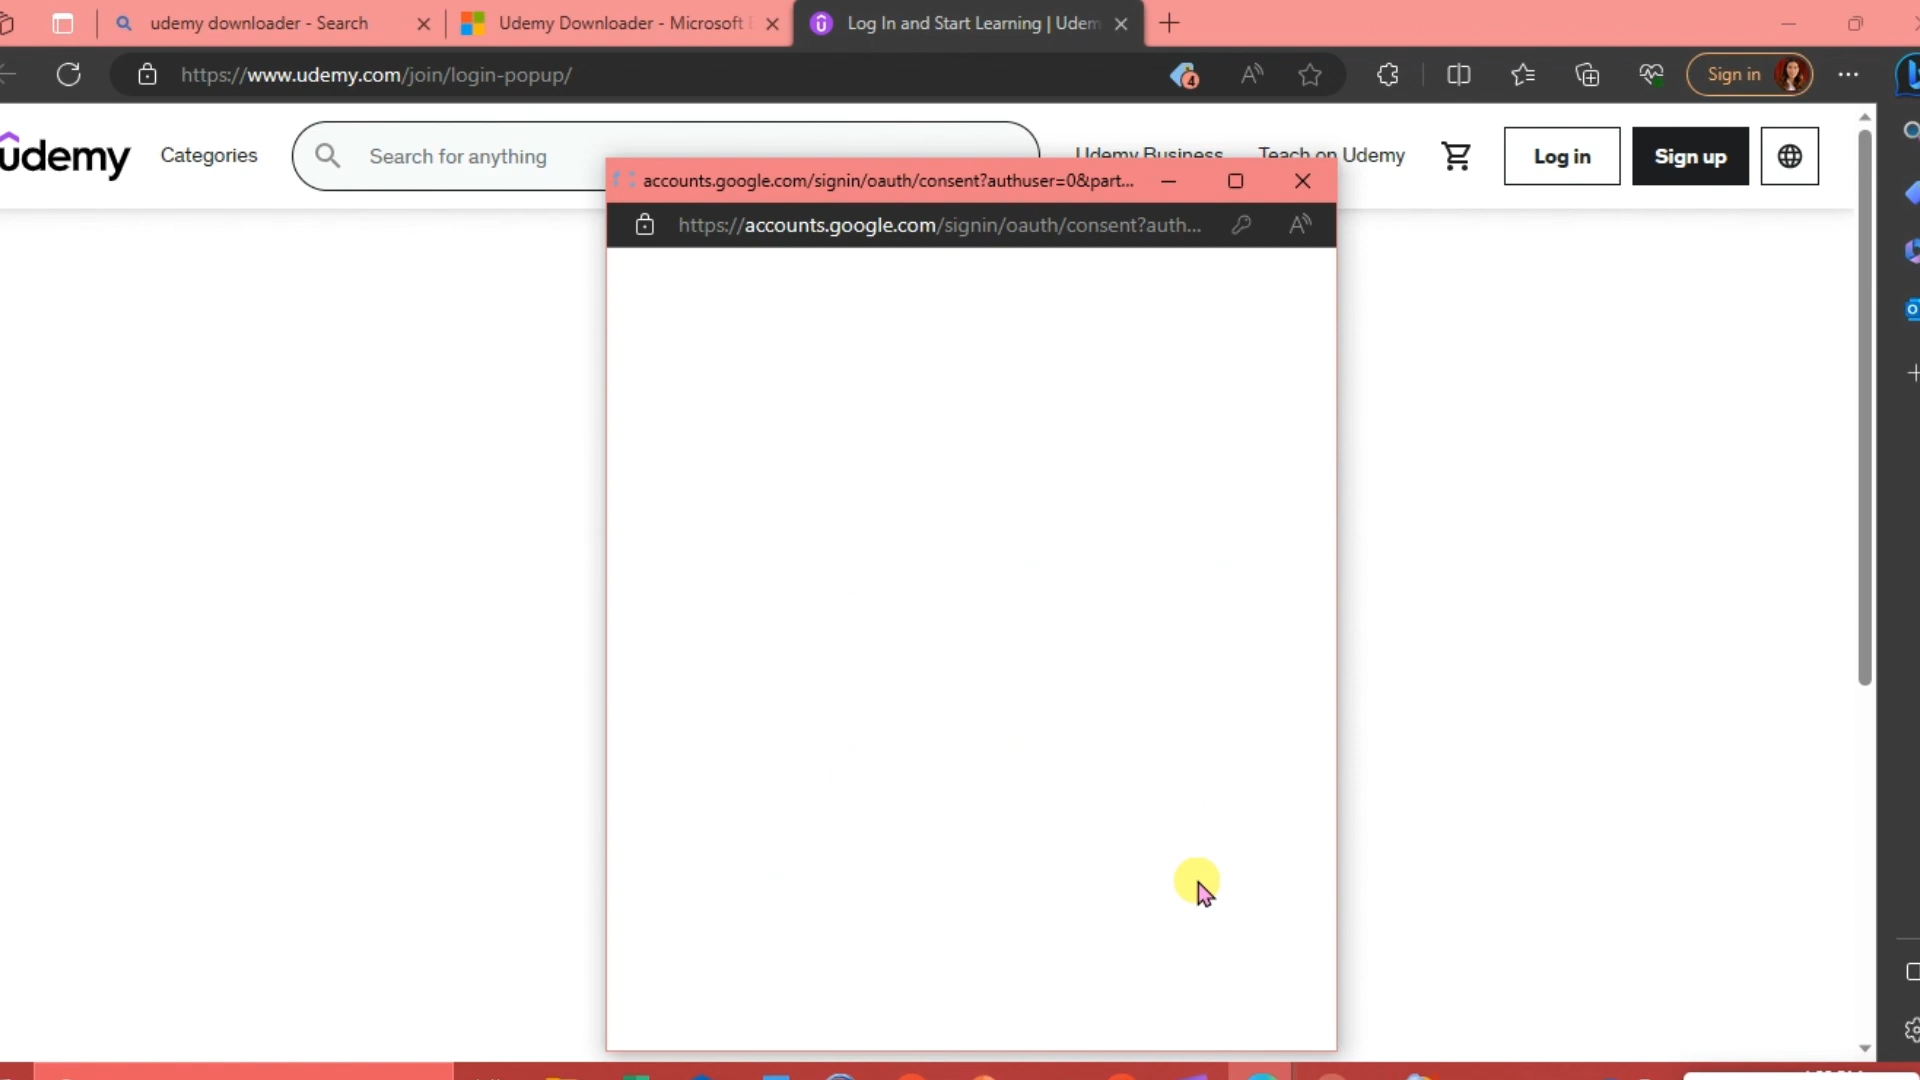 udemy downloader - Search
Udemy Downloader - Microsoft
Log In and Start Learning | Udem
https://www.udemy.com/join/login-popup/
4
Sign in
ûdemy
Categories
Search for anything
Udemy Business
Teach on Udemy
Log in
Sign up
accounts.google.com/signin/oauth/consent?authuser=0&part...
https://accounts.google.com/signin/oauth/consent?auth...